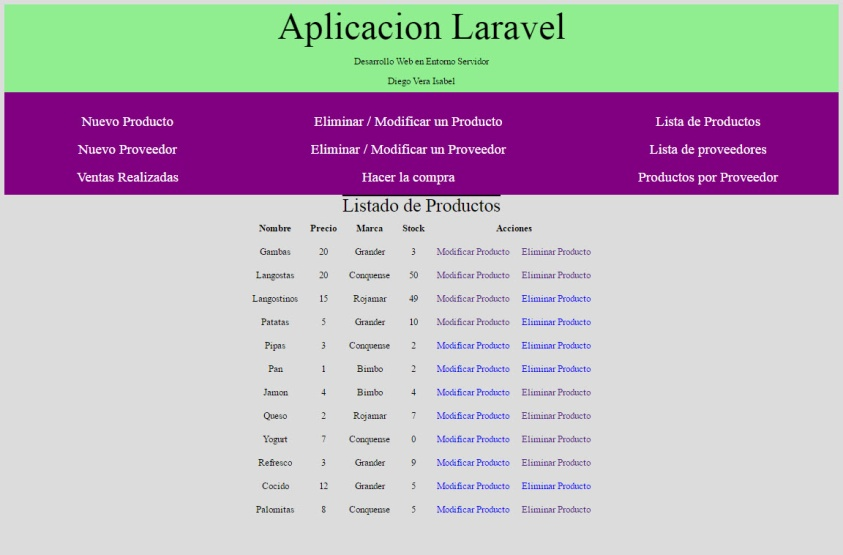 Aplicacion Laravel
Desarrollo Web en Entorno Servidor
Diego Vera Isabel
Nuevo Producto Eliminar / Modificar un Producto Lista de Productos
Nuevo Proveedor Eliminar / Modificar un Proveedor Lista de proveedores
Ventas Realizadas Hacer la compra Productos por Proveedor
Listado de Productos
Nombre Precio Marca Stock Acciones
Gambas 20 Grander 3 Modificar Producto Eliminar Producto
Langostas 20 Conquense 50 Modificar Producto Eliminar Producto
Langostinos 15 Rojamar 49 Modificar Producto Eliminar Producto
Patatas 5 Grander 10 Modificar Producto Eliminar Producto
Pipas 3 Conquense 2 Modificar Producto Eliminar Producto
Pan 1 Bimbo 2 Modificar Producto Eliminar Producto
Jamon 4 Bimbo 4 Modificar Producto Eliminar Producto
Queso 2 Rojamar 7 Modificar Producto Eliminar Producto
Yogurt 7 Conquense 0 Modificar Producto Eliminar Producto
Refresco 3 Grander 9 Modificar Producto Eliminar Producto
Cocido 12 Grander 5 Modificar Producto Eliminar Producto
Palomitas 8 Conquense 5 Modificar Producto Eliminar Producto